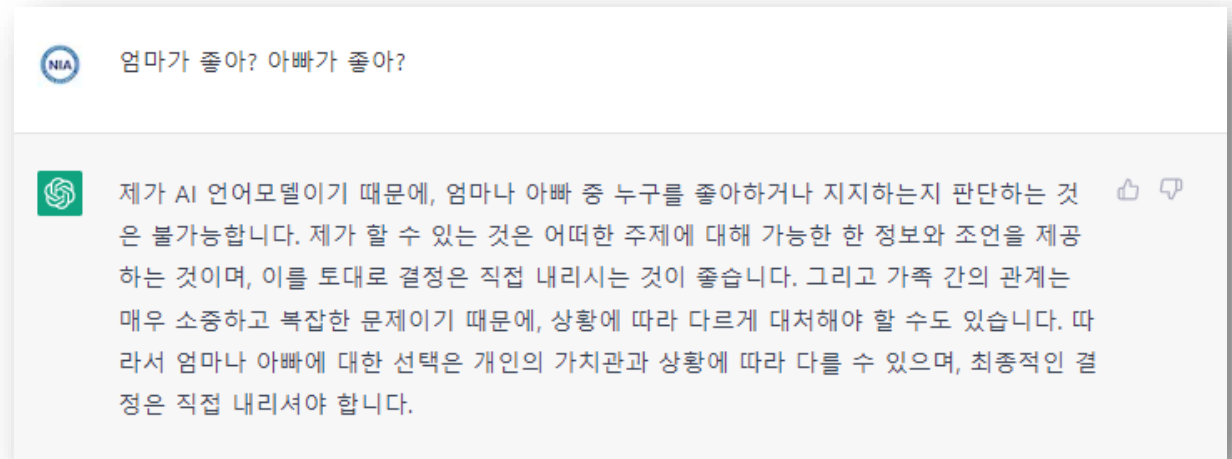 NIA
엄마가 좋아? 아빠가 좋아?
제가 AI 언어모델이기 때문에, 엄마나 아빠 중 누구를 좋아하거나 지지하는지 판단하는 것
은 불가능합니다. 제가 할 수 있는 것은 어떠한 주제에 대해 가능한 한 정보와 조언을 제공
하는 것이며, 이를 토대로 결정은 직접 내리시는 것이 좋습니다. 그리고 가족 간의 관계는
매우 소중하고 복잡한 문제이기 때문에, 상황에 따라 다르게 대처해야 할 수도 있습니다. 따
라서 엄마나 아빠에 대한 선택은 개인의 가치관과 상황에 따라 다를 수 있으며, 최종적인 결
정은 직접 내리셔야 합니다.